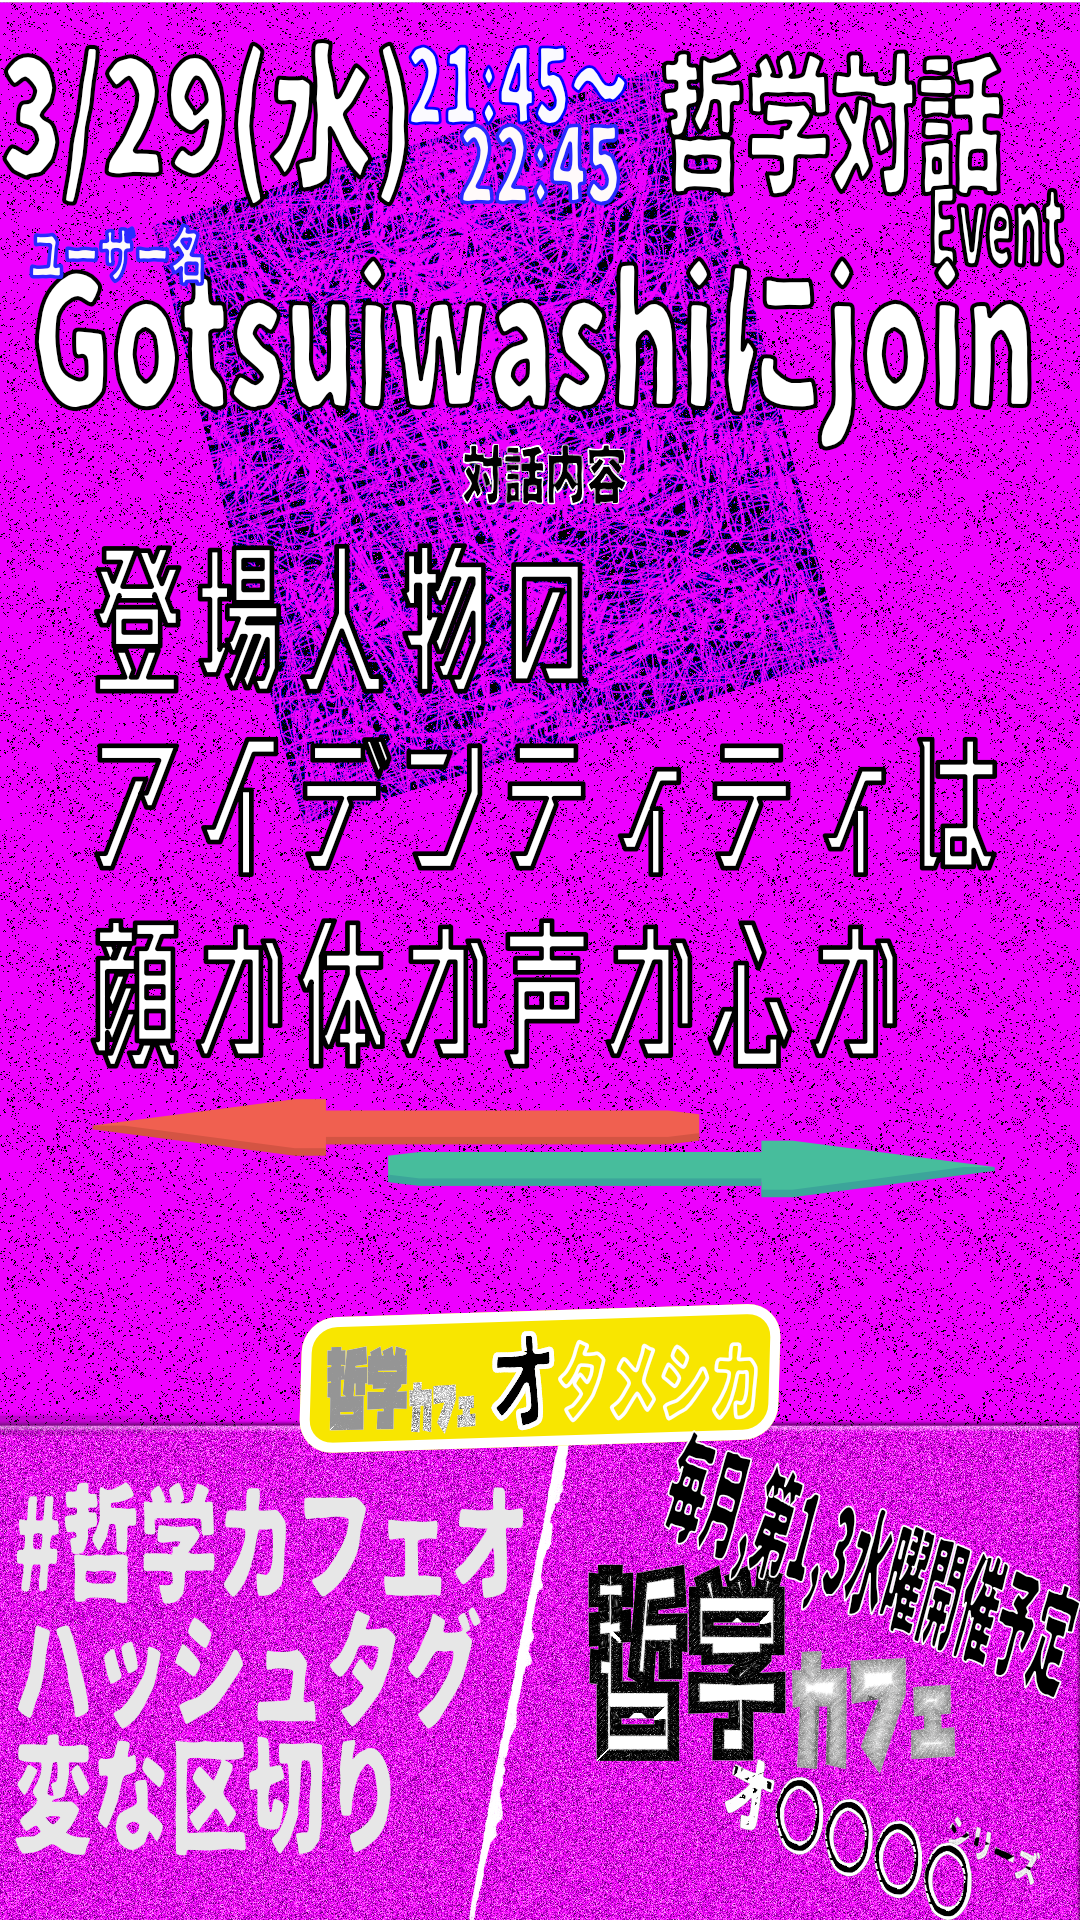 3/29(水) 21:45～22:45 哲学対話
Event
ユーザー名
Gotsuiwashiにjoin
対話内容
登場人物の
アイデンティティは
顔か体か声か心か
哲学カフェ オタメシカ
#哲学カフェオ
ハッシュタグ
変な区切り
毎月,第1,3水曜開催予定
哲学カフェ
オ〇〇〇〇シリーズ